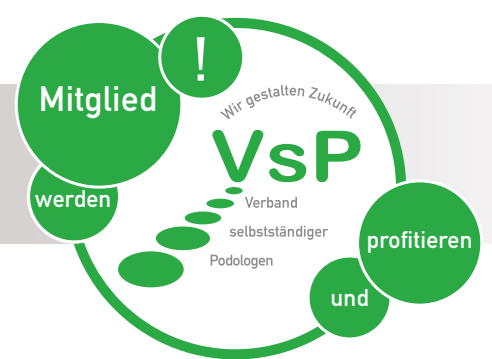 Mitglied
!
werden
Wir gestalten Zukunft
VsP
Verband
selbstständiger
Podologen
und
profitieren